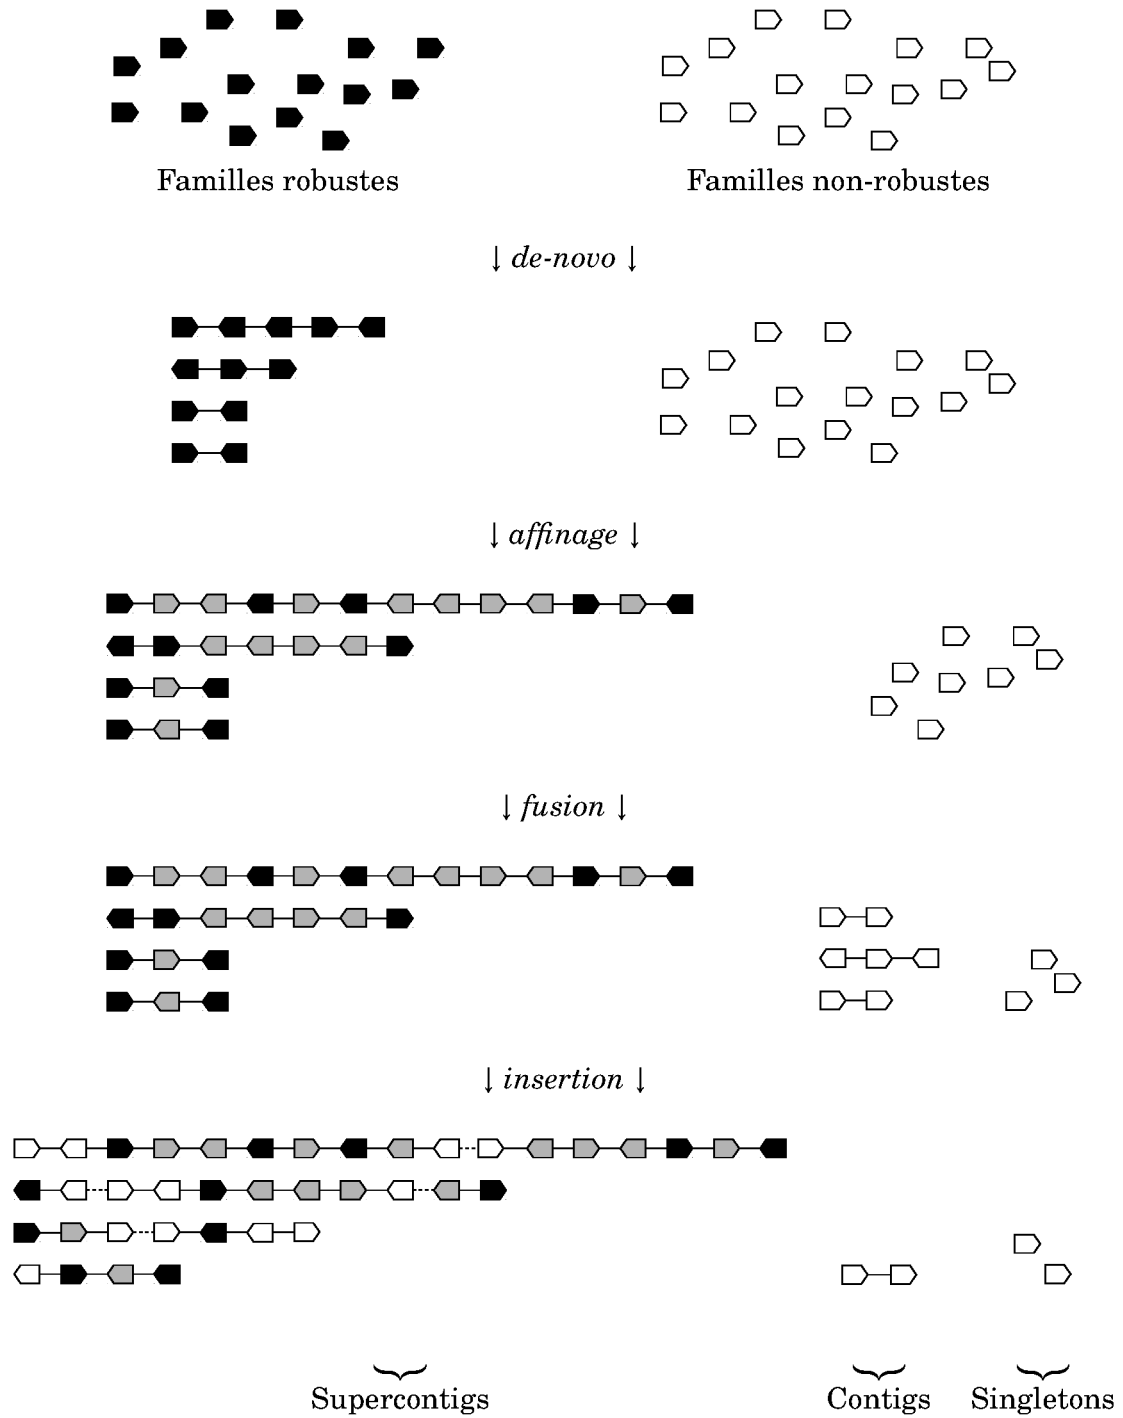 Familles robustes
Familles non-robustes
↓ de-novo ↓
↓ affinage ↓
↓ fusion ↓
↓ insertion ↓
Supercontigs
Contigs
Singletons